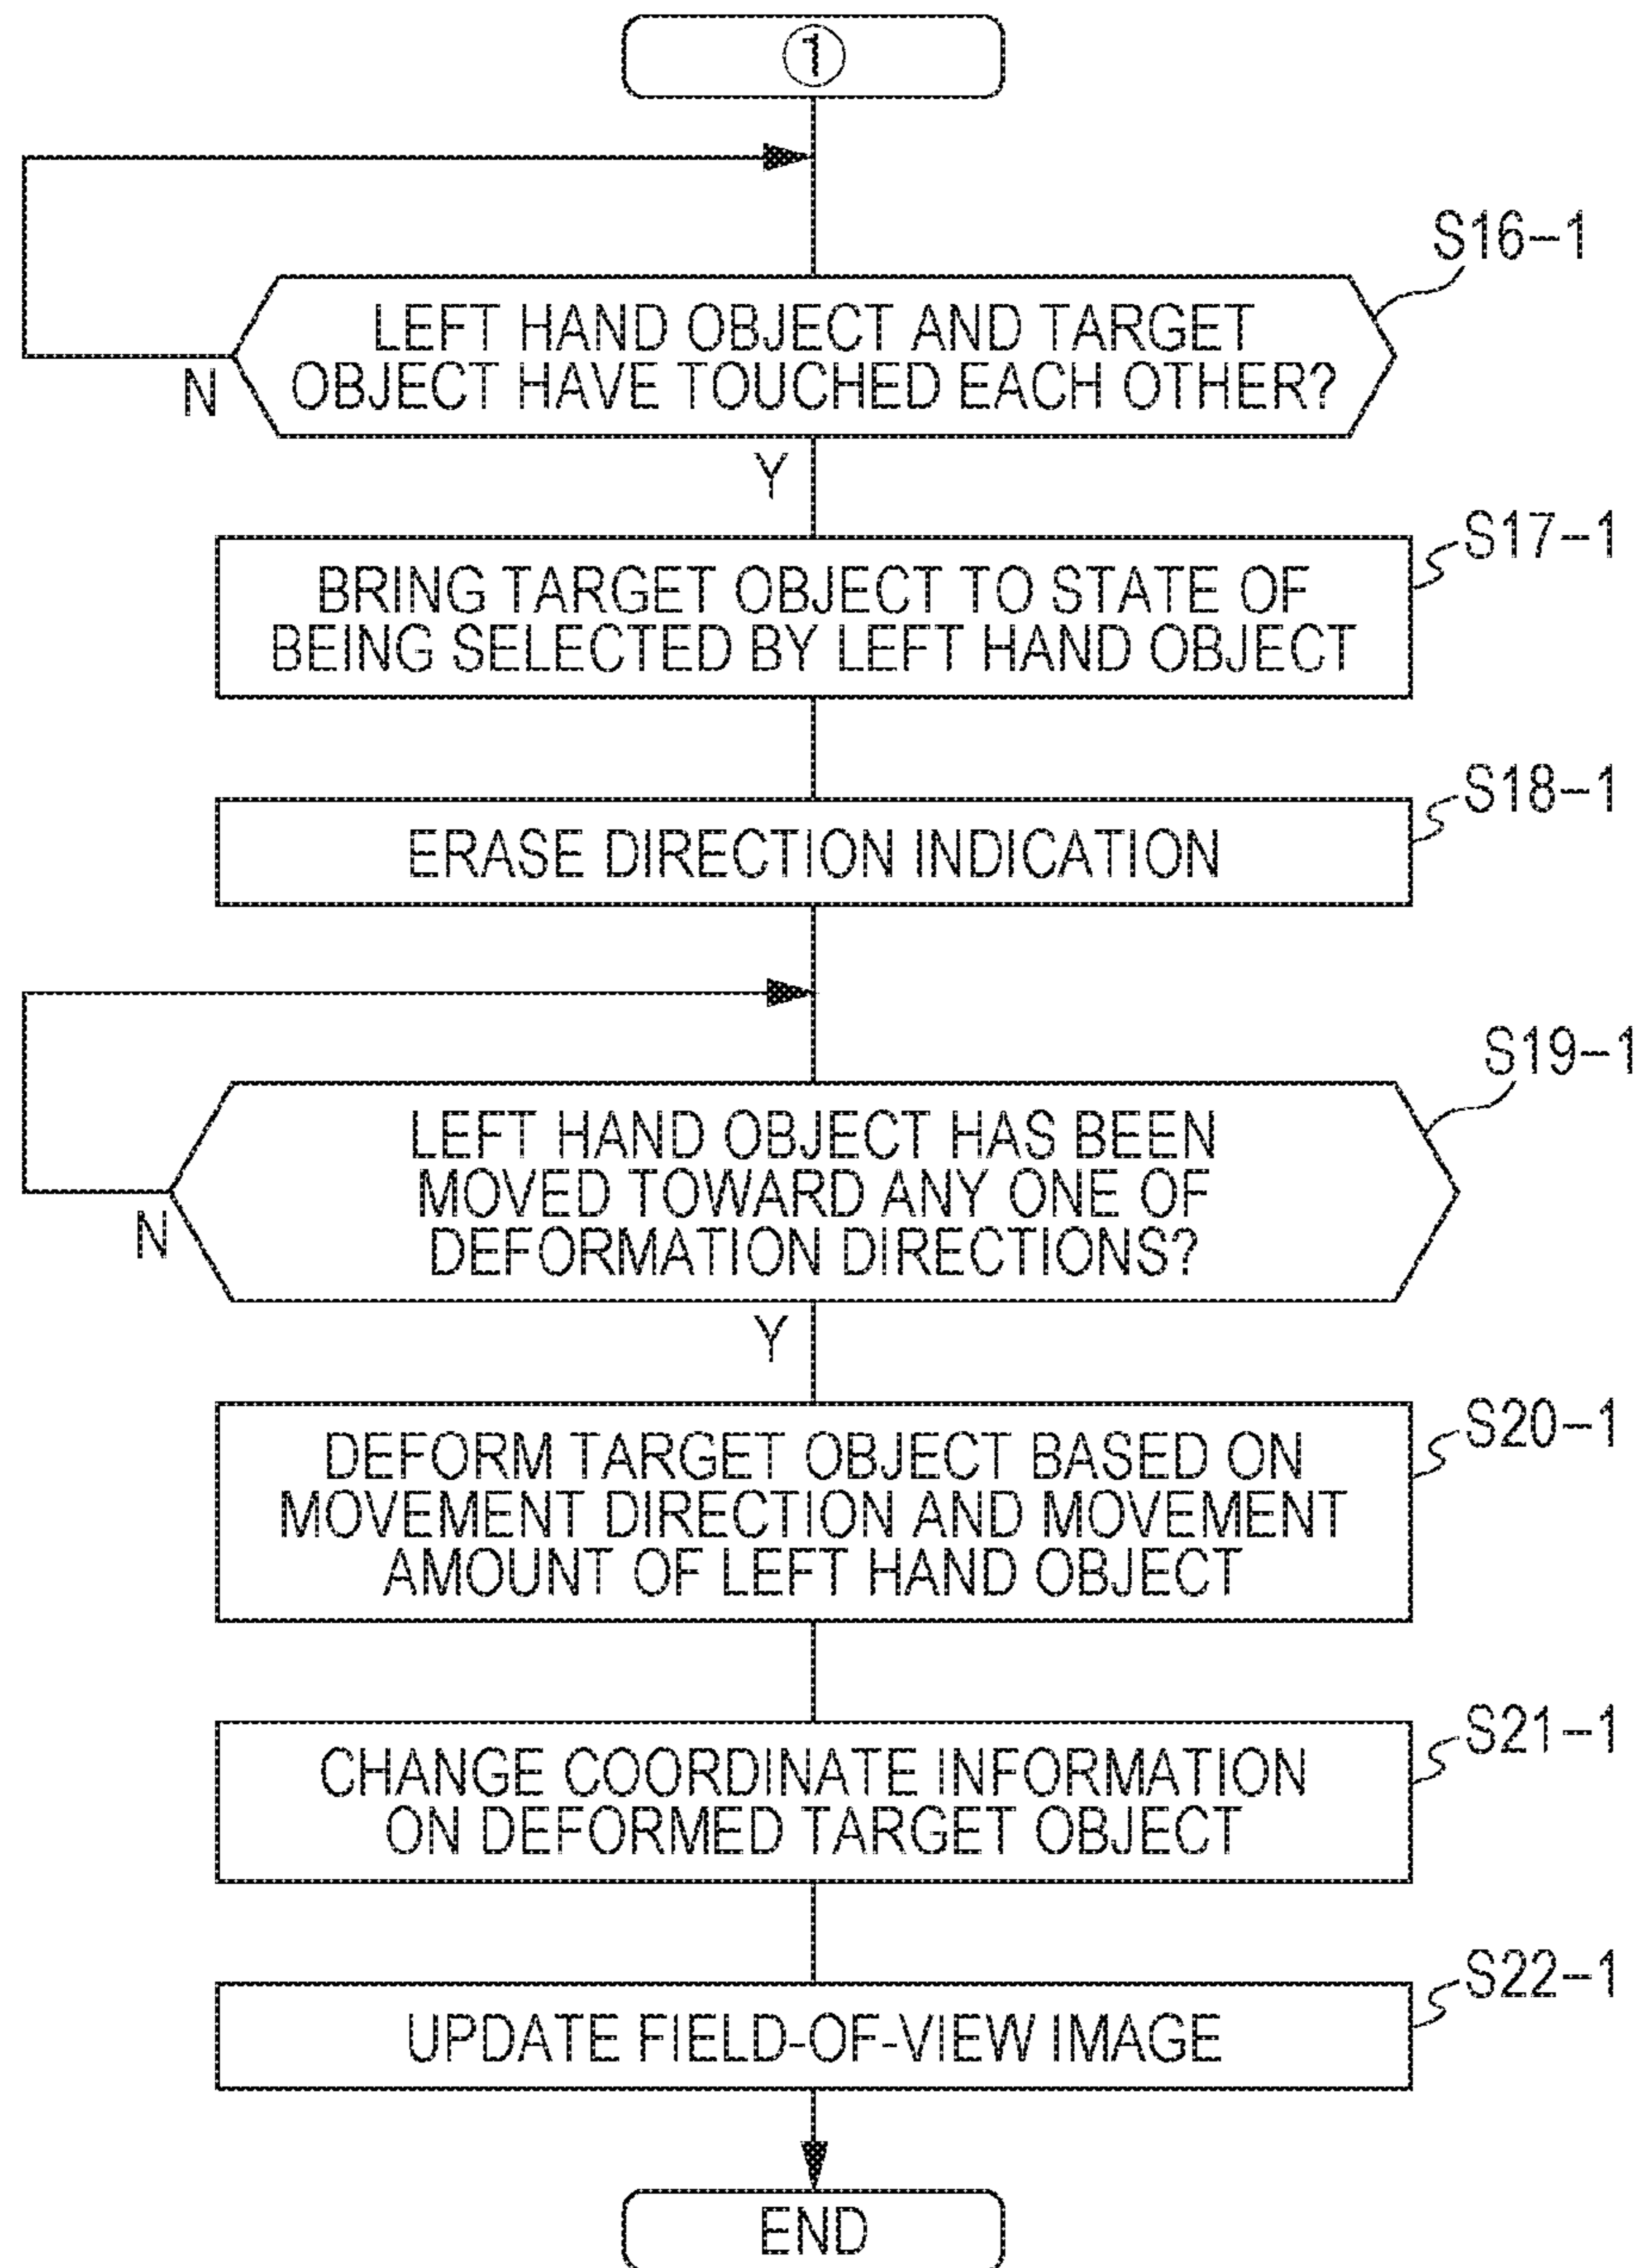 ①
S16-1
LEFT HAND OBJECT AND TARGET
OBJECT HAVE TOUCHED EACH OTHER?
N
Y
S17-1
BRING TARGET OBJECT TO STATE OF
BEING SELECTED BY LEFT HAND OBJECT
S18-1
ERASE DIRECTION INDICATION
S19-1
LEFT HAND OBJECT HAS BEEN
MOVED TOWARD ANY ONE OF
DEFORMATION DIRECTIONS?
N
Y
S20-1
DEFORM TARGET OBJECT BASED ON
MOVEMENT DIRECTION AND MOVEMENT
AMOUNT OF LEFT HAND OBJECT
S21-1
CHANGE COORDINATE INFORMATION
ON DEFORMED TARGET OBJECT
S22-1
UPDATE FIELD-OF-VIEW IMAGE
END